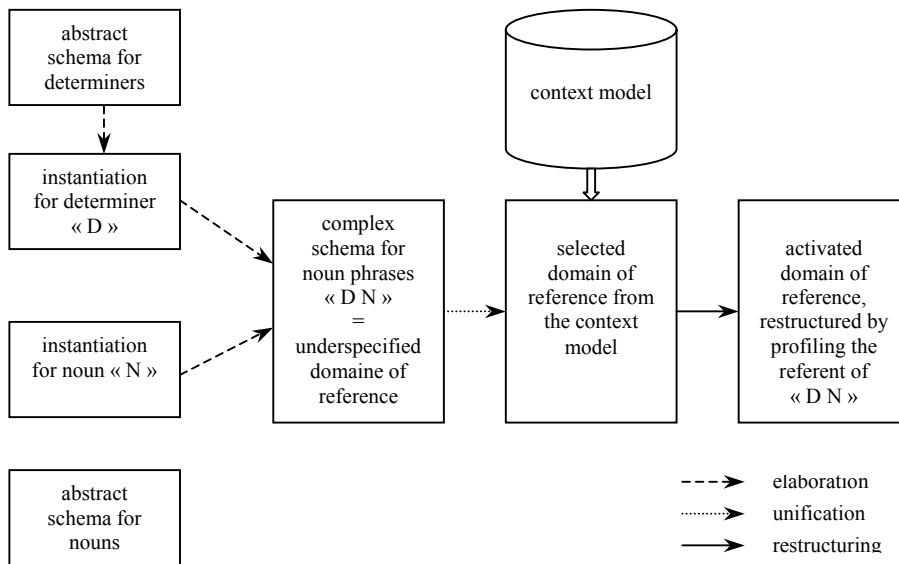 abstract
schema for
determiners
instantiation
for determiner
« D »
instantiation
for noun « N »
abstract
schema for
nouns
complex
schema for
noun phrases
« D N »
=
underspecified
domaine of
reference
context model
selected
domain of
reference from
the context
model
activated
domain of
reference,
restructured by
profiling the
referent of
« D N »
elaboration
unification
restructuring